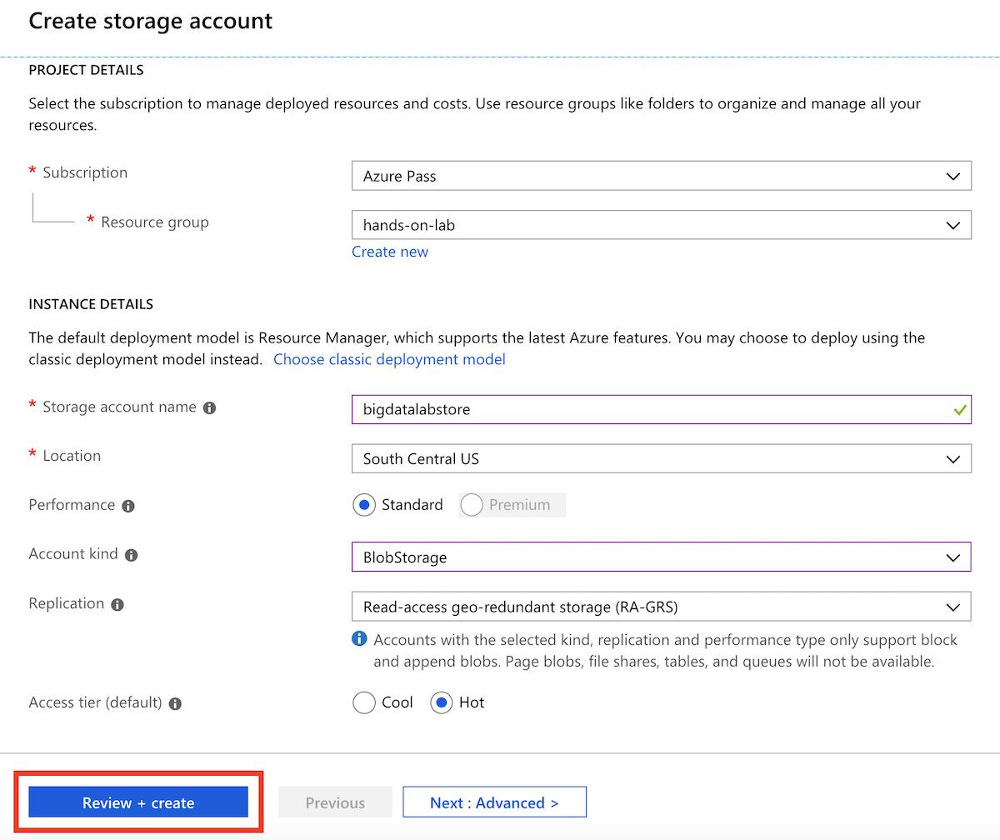 Create storage account
PROJECT DETAILS
Select the subscription to manage deployed resources and costs. Use resource groups like folders to organize and manage all your
resources.
* Subscription
Azure Pass
* Resource group
hands-on-lab
Create new
INSTANCE DETAILS
The default deployment model is Resource Manager, which supports the latest Azure features. You may choose to deploy using the
classic deployment model instead. Choose classic deployment model
* Storage account name
bigdatalabstore
* Location
South Central US
Performance
Standard
Premium
Account kind
BlobStorage
Replication
Read-access geo-redundant storage (RA-GRS)
Accounts with the selected kind, replication and performance type only support block
and append blobs. Page blobs, file shares, tables, and queues will not be available.
Access tier (default)
Cool
Hot
Review + create
Previous
Next : Advanced >